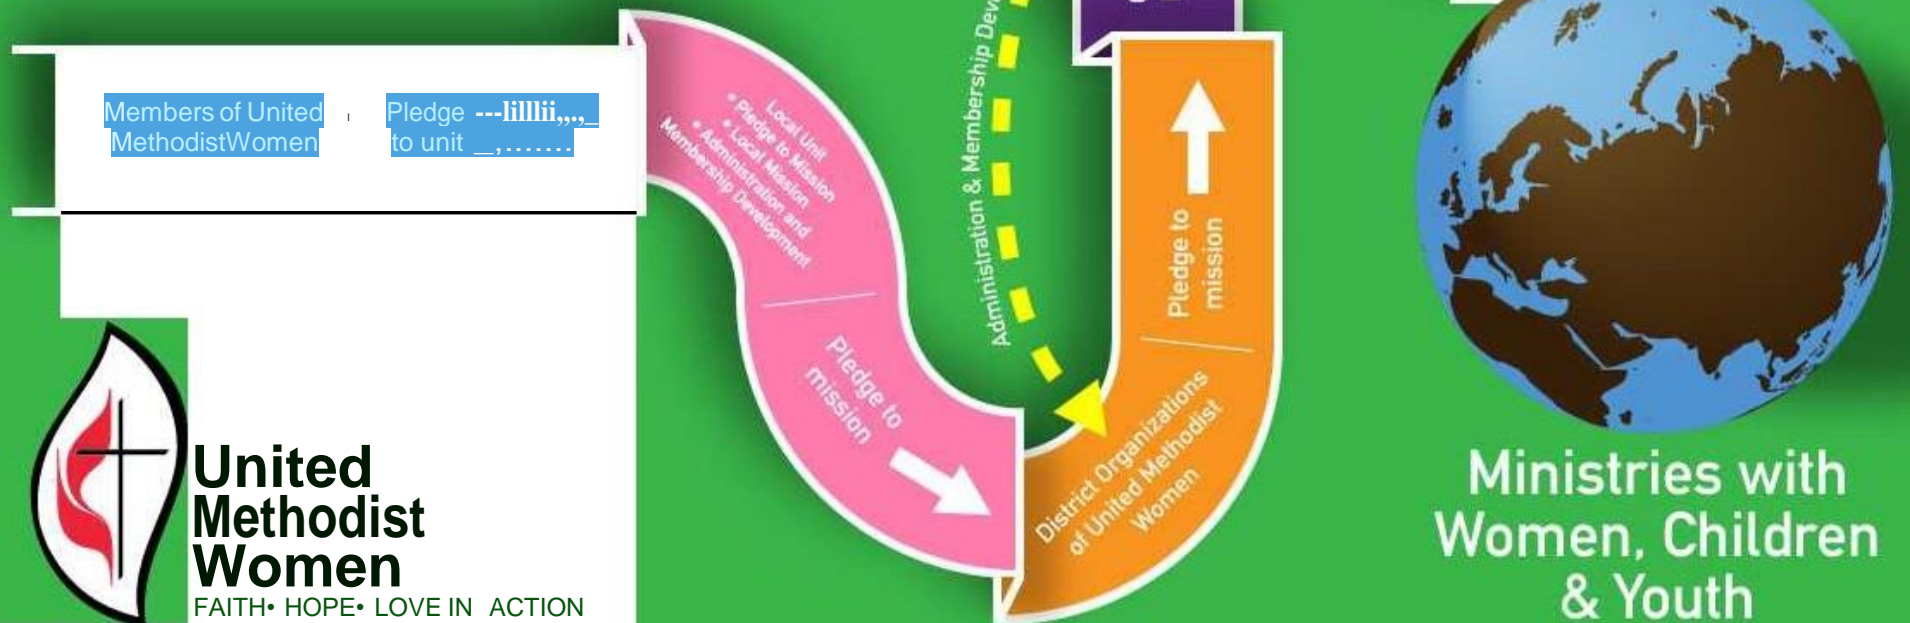 Members of United
MethodistWomen
Pledge ---lilllii,,.,_
to unit _,.......
Local Unit
• Pledge to Mission
• Local Mission
• Administration and
Membership Development
Pledge to
mission
Administration & Membership Dev
District Organizations
of United Methodist
Women
Pledge to
mission
United
Methodist
Women
FAITH• HOPE• LOVE IN ACTION
Ministries with
Women, Children
& Youth